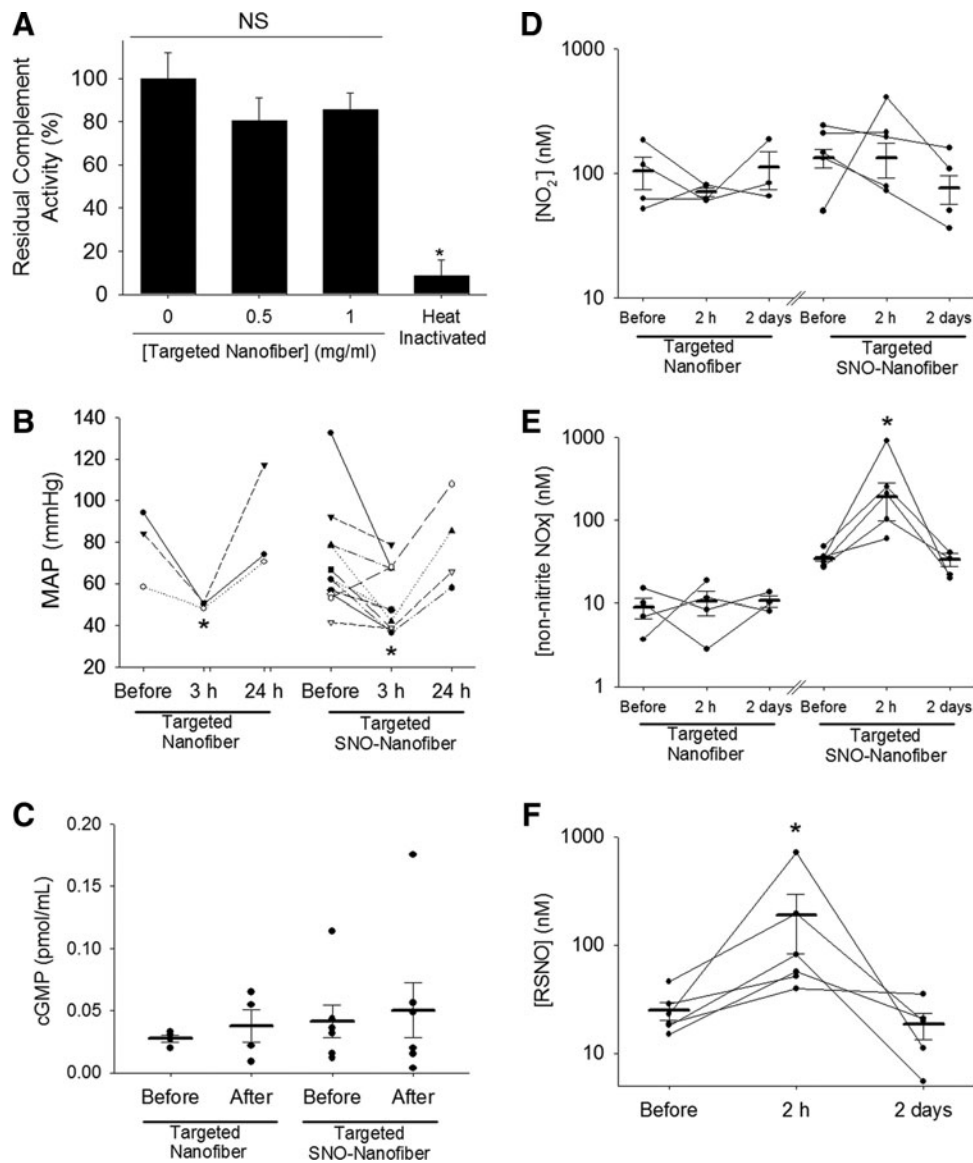 A
NS
Residual Complement
Activity (%)
100
80
60
40
20
0
*
0
0.5
1
Heat
Inactivated
[Targeted Nanofiber] (mg/ml)
B
MAP (mmHg)
140
120
100
80
60
40
20
*
*
Before
3 h
24 h
Before
3 h
24 h
Targeted
Nanofiber
Targeted
SNO-Nanofiber
C
cGMP (pmol/mL)
0.20
0.15
0.10
0.05
0.00
Before
After
Before
After
Targeted
Nanofiber
Targeted
SNO-Nanofiber
D
[NO2-] (nM)
1000
100
10
Before
2 h
2 days
Before
2 h
2 days
Targeted
Nanofiber
Targeted
SNO-Nanofiber
E
[non-nitrite NOx] (nM)
1000
100
10
1
*
Before
2 h
2 days
Before
2 h
2 days
Targeted
Nanofiber
Targeted
SNO-Nanofiber
F
[RSNO] (nM)
1000
100
10
*
Before
2 h
2 days